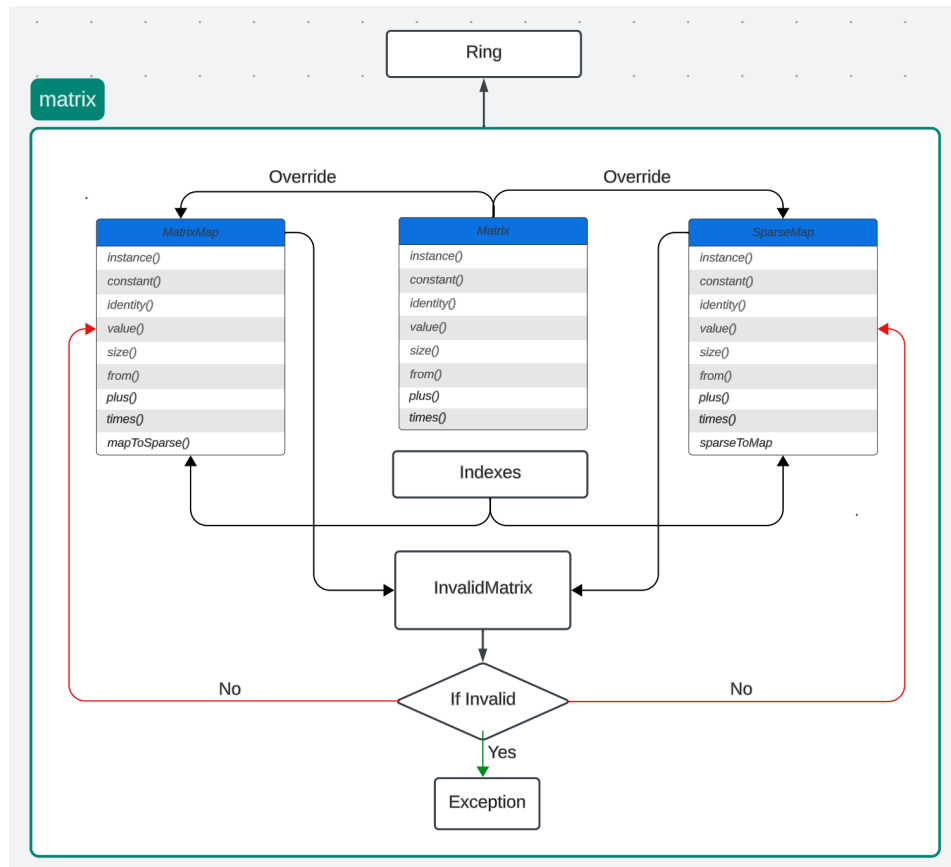 Ring
matrix
Override
Override
MatrixMap
instance()
constant()
identity()
value()
size()
from()
plus()
times()
mapToSparse()
Matrix
instance()
constant()
identity()
value()
size()
from()
plus()
times()
SparseMap
instance()
constant()
identity()
value()
size()
from()
plus()
times()
sparseToMap
Indexes
InvalidMatrix
If Invalid
No
No
Yes
Exception